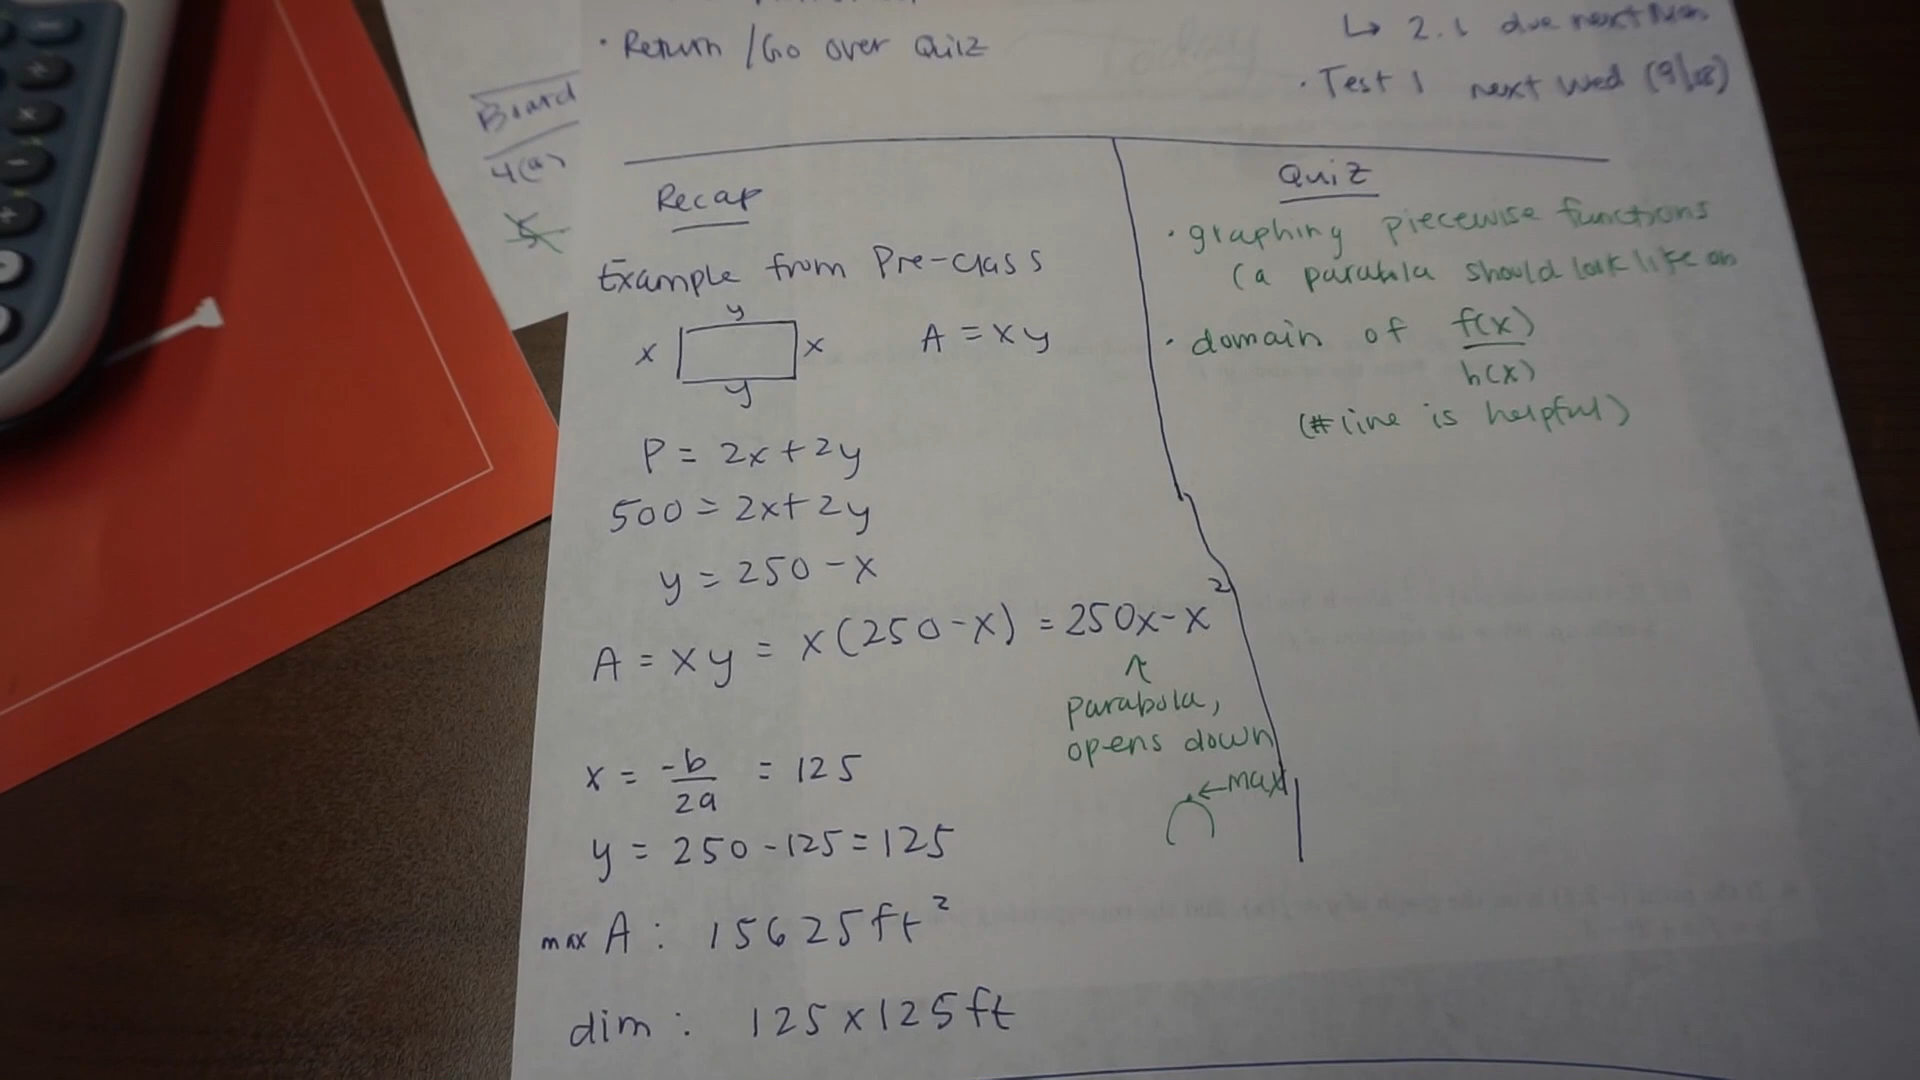 • Return / Go over Quiz
↳ 2.1 due next
• Test 1 next Wed
Board
4(a)
5
Recap
Example from Pre-class
y
x
x
y
A = xy
P = 2x + 2y
500 = 2x + 2y
y = 250 - x
A = xy = x(250 - x) = 250x - x²
↑
parabola,
opens down
← max
x = -b/2a = 125
y = 250 - 125 = 125
max A : 15625 ft²
dim : 125 x 125 ft
Quiz
• graphing piecewise functions
(a parabola should look like
• domain of f(x)/h(x)
(# line is helpful)